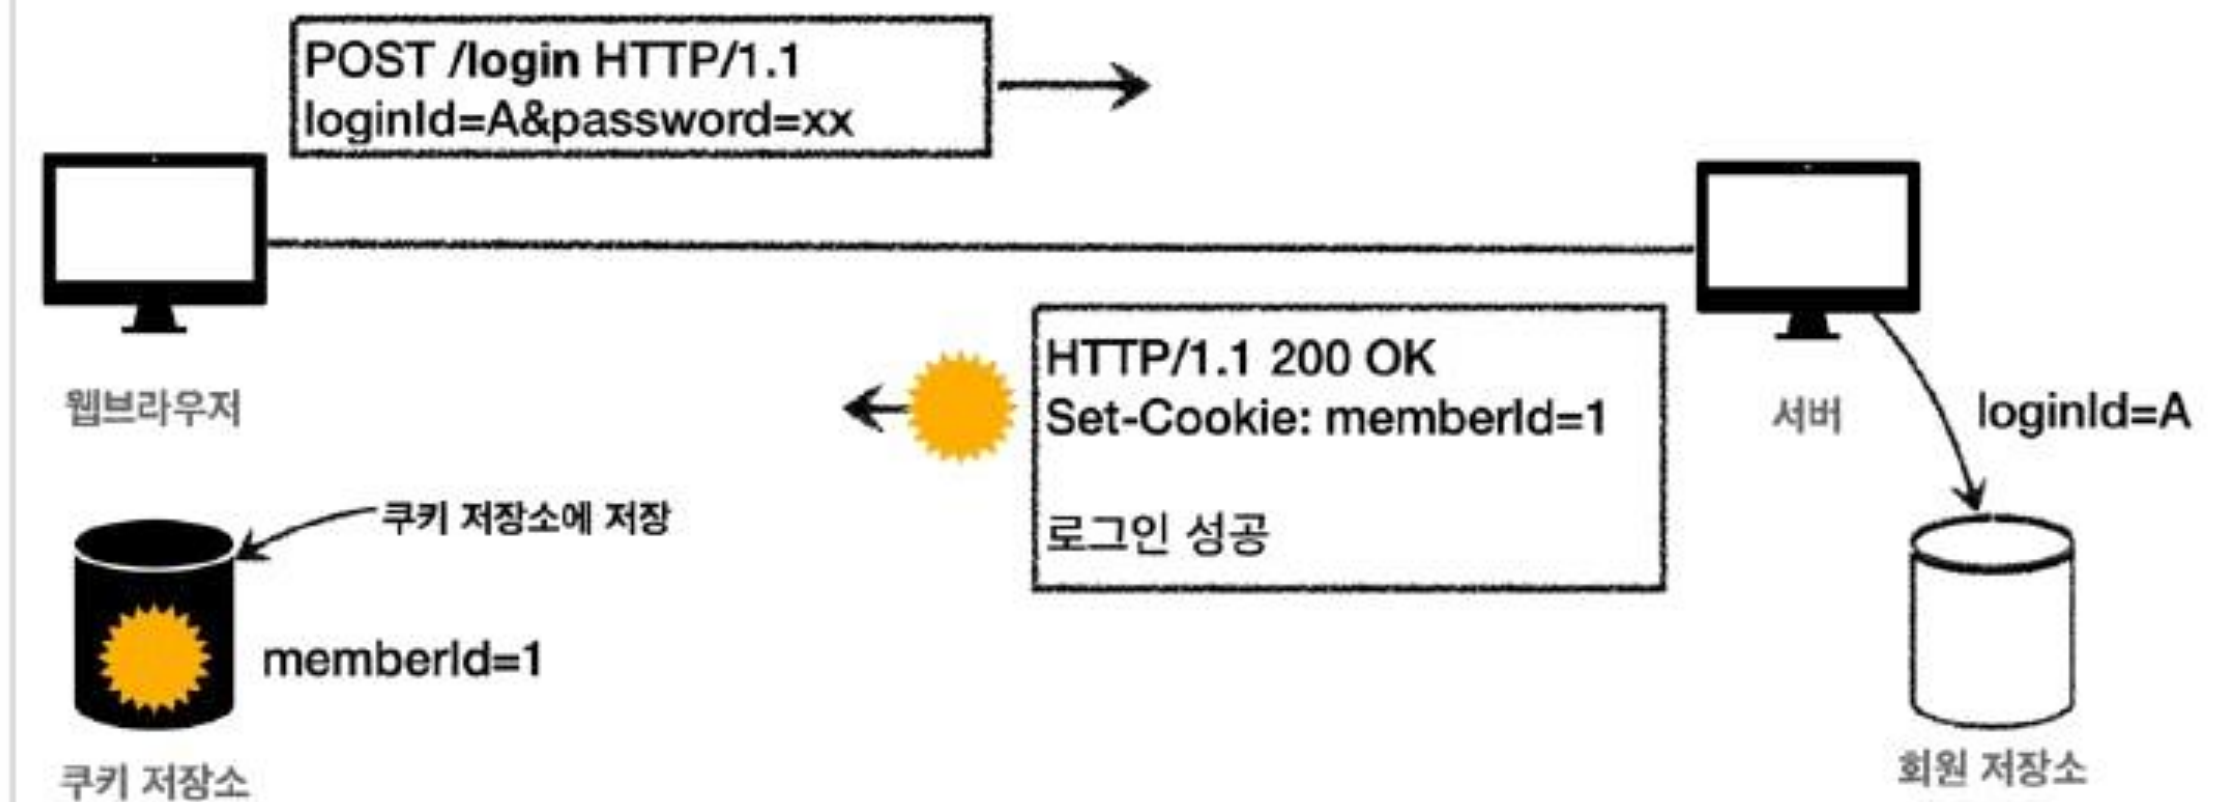 POST /login HTTP/1.1
loginId=A&password=xx
웹브라우저
HTTP/1.1 200 OK
Set-Cookie: memberId=1
로그인 성공
서버
loginId=A
쿠키 저장소에 저장
memberId=1
쿠키 저장소
회원 저장소